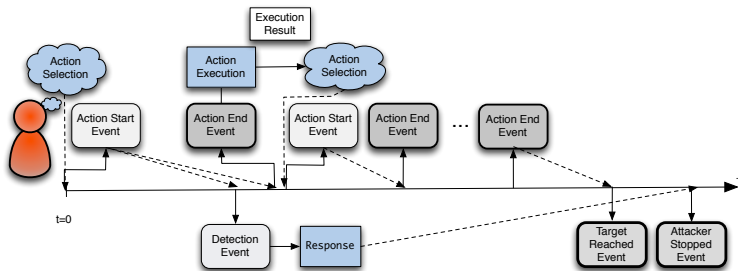 Execution
Result
Action
Selection
Action
Execution
Action
Selection
Action Start
Event
Action End
Event
Action Start
Event
Action End
Event
...
Action End
Event
t=0
Detection
Event
Response
Target
Reached
Event
Attacker
Stopped
Event